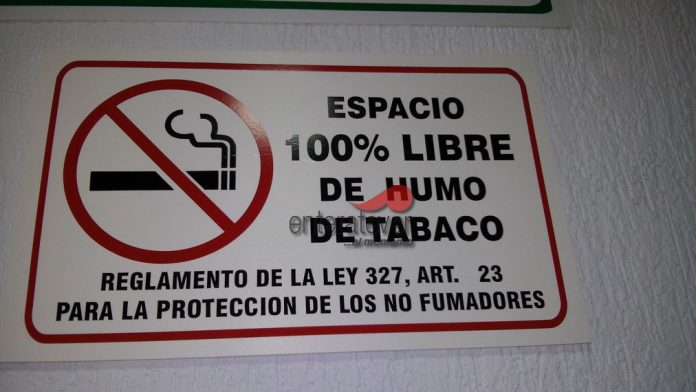 ESPACIO
100% LIBRE
DE HUMO
DE TABACO
REGLAMENTO DE LA LEY 327, ART. 23
PARA LA PROTECCION DE LOS NO FUMADORES